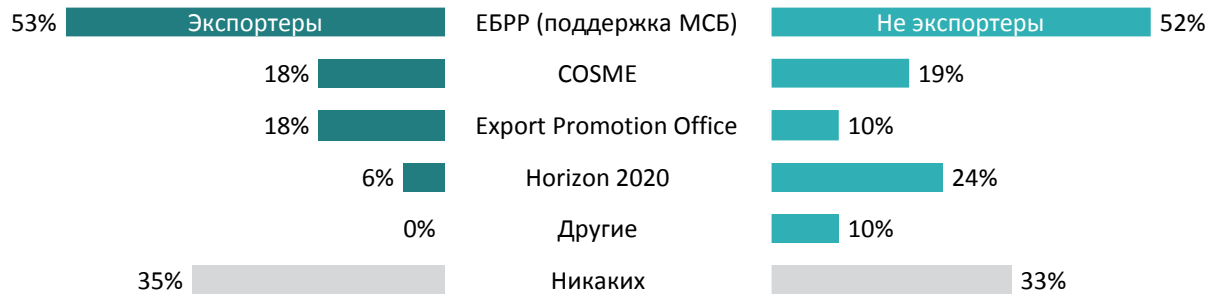 53% Экспортеры ЕБРР (поддержка МСБ) Не экспортеры 52%
18% COSME 19%
18% Export Promotion Office 10%
6% Horizon 2020 24%
0% Другие 10%
35% Никаких 33%